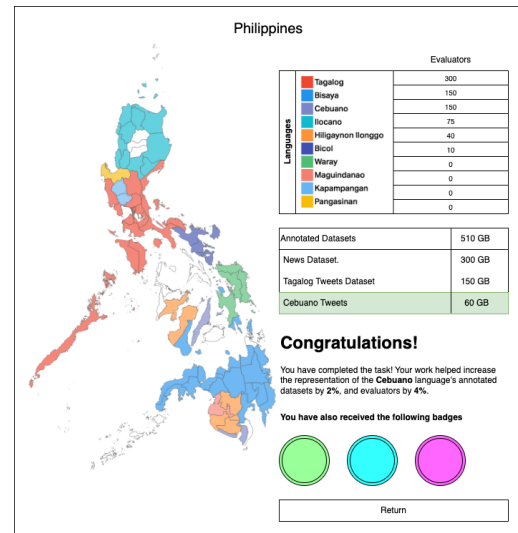 Philippines
Evaluators
Languages
Tagalog 300
Bisaya 150
Cebuano 150
Ilocano 75
Hiligaynon Ilonggo 40
Bicol 10
Waray 0
Maguindanao 0
Kapampangan 0
Pangasinan 0
Annotated Datasets 510 GB
News Dataset. 300 GB
Tagalog Tweets Dataset 150 GB
Cebuano Tweets 60 GB
Congratulations!
You have completed the task! Your work helped increase
the representation of the Cebuano language's annotated
datasets by 2%, and evaluators by 4%.
You have also received the following badges
Return